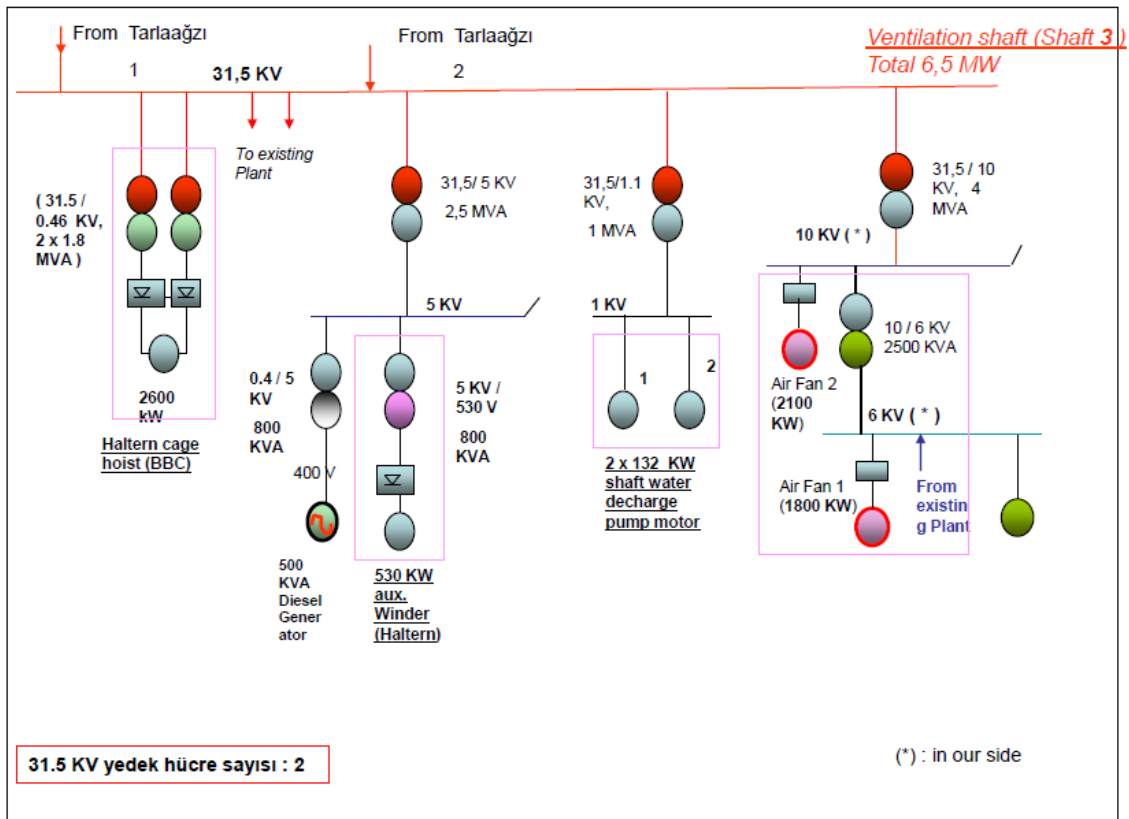 From Tarlaağzı
1
31,5 KV
From Tarlaağzı
2
Ventilation shaft (Shaft 3 )
Total 6,5 MW
To existing
Plant
( 31.5 /
0.46 KV,
2 x 1.8
MVA )
2600
kW
Haltern cage
hoist (BBC)
31,5/ 5 KV
2,5 MVA
5 KV
0.4 / 5
KV
800
KVA
400 V
500
KVA
Diesel
Gener
ator
5 KV /
530 V
800
KVA
530 KW
aux.
Winder
(Haltern)
31,5/1.1
KV,
1 MVA
1 KV
1
2
2 x 132 KW
shaft water
decharge
pump motor
31,5 / 10
KV, 4
MVA
10 KV ( * )
10 / 6 KV
2500 KVA
Air Fan 2
(2100
KW)
6 KV ( * )
Air Fan 1
(1800 KW)
From
existin
g Plant
31.5 KV yedek hücre sayısı : 2
(*) : in our side